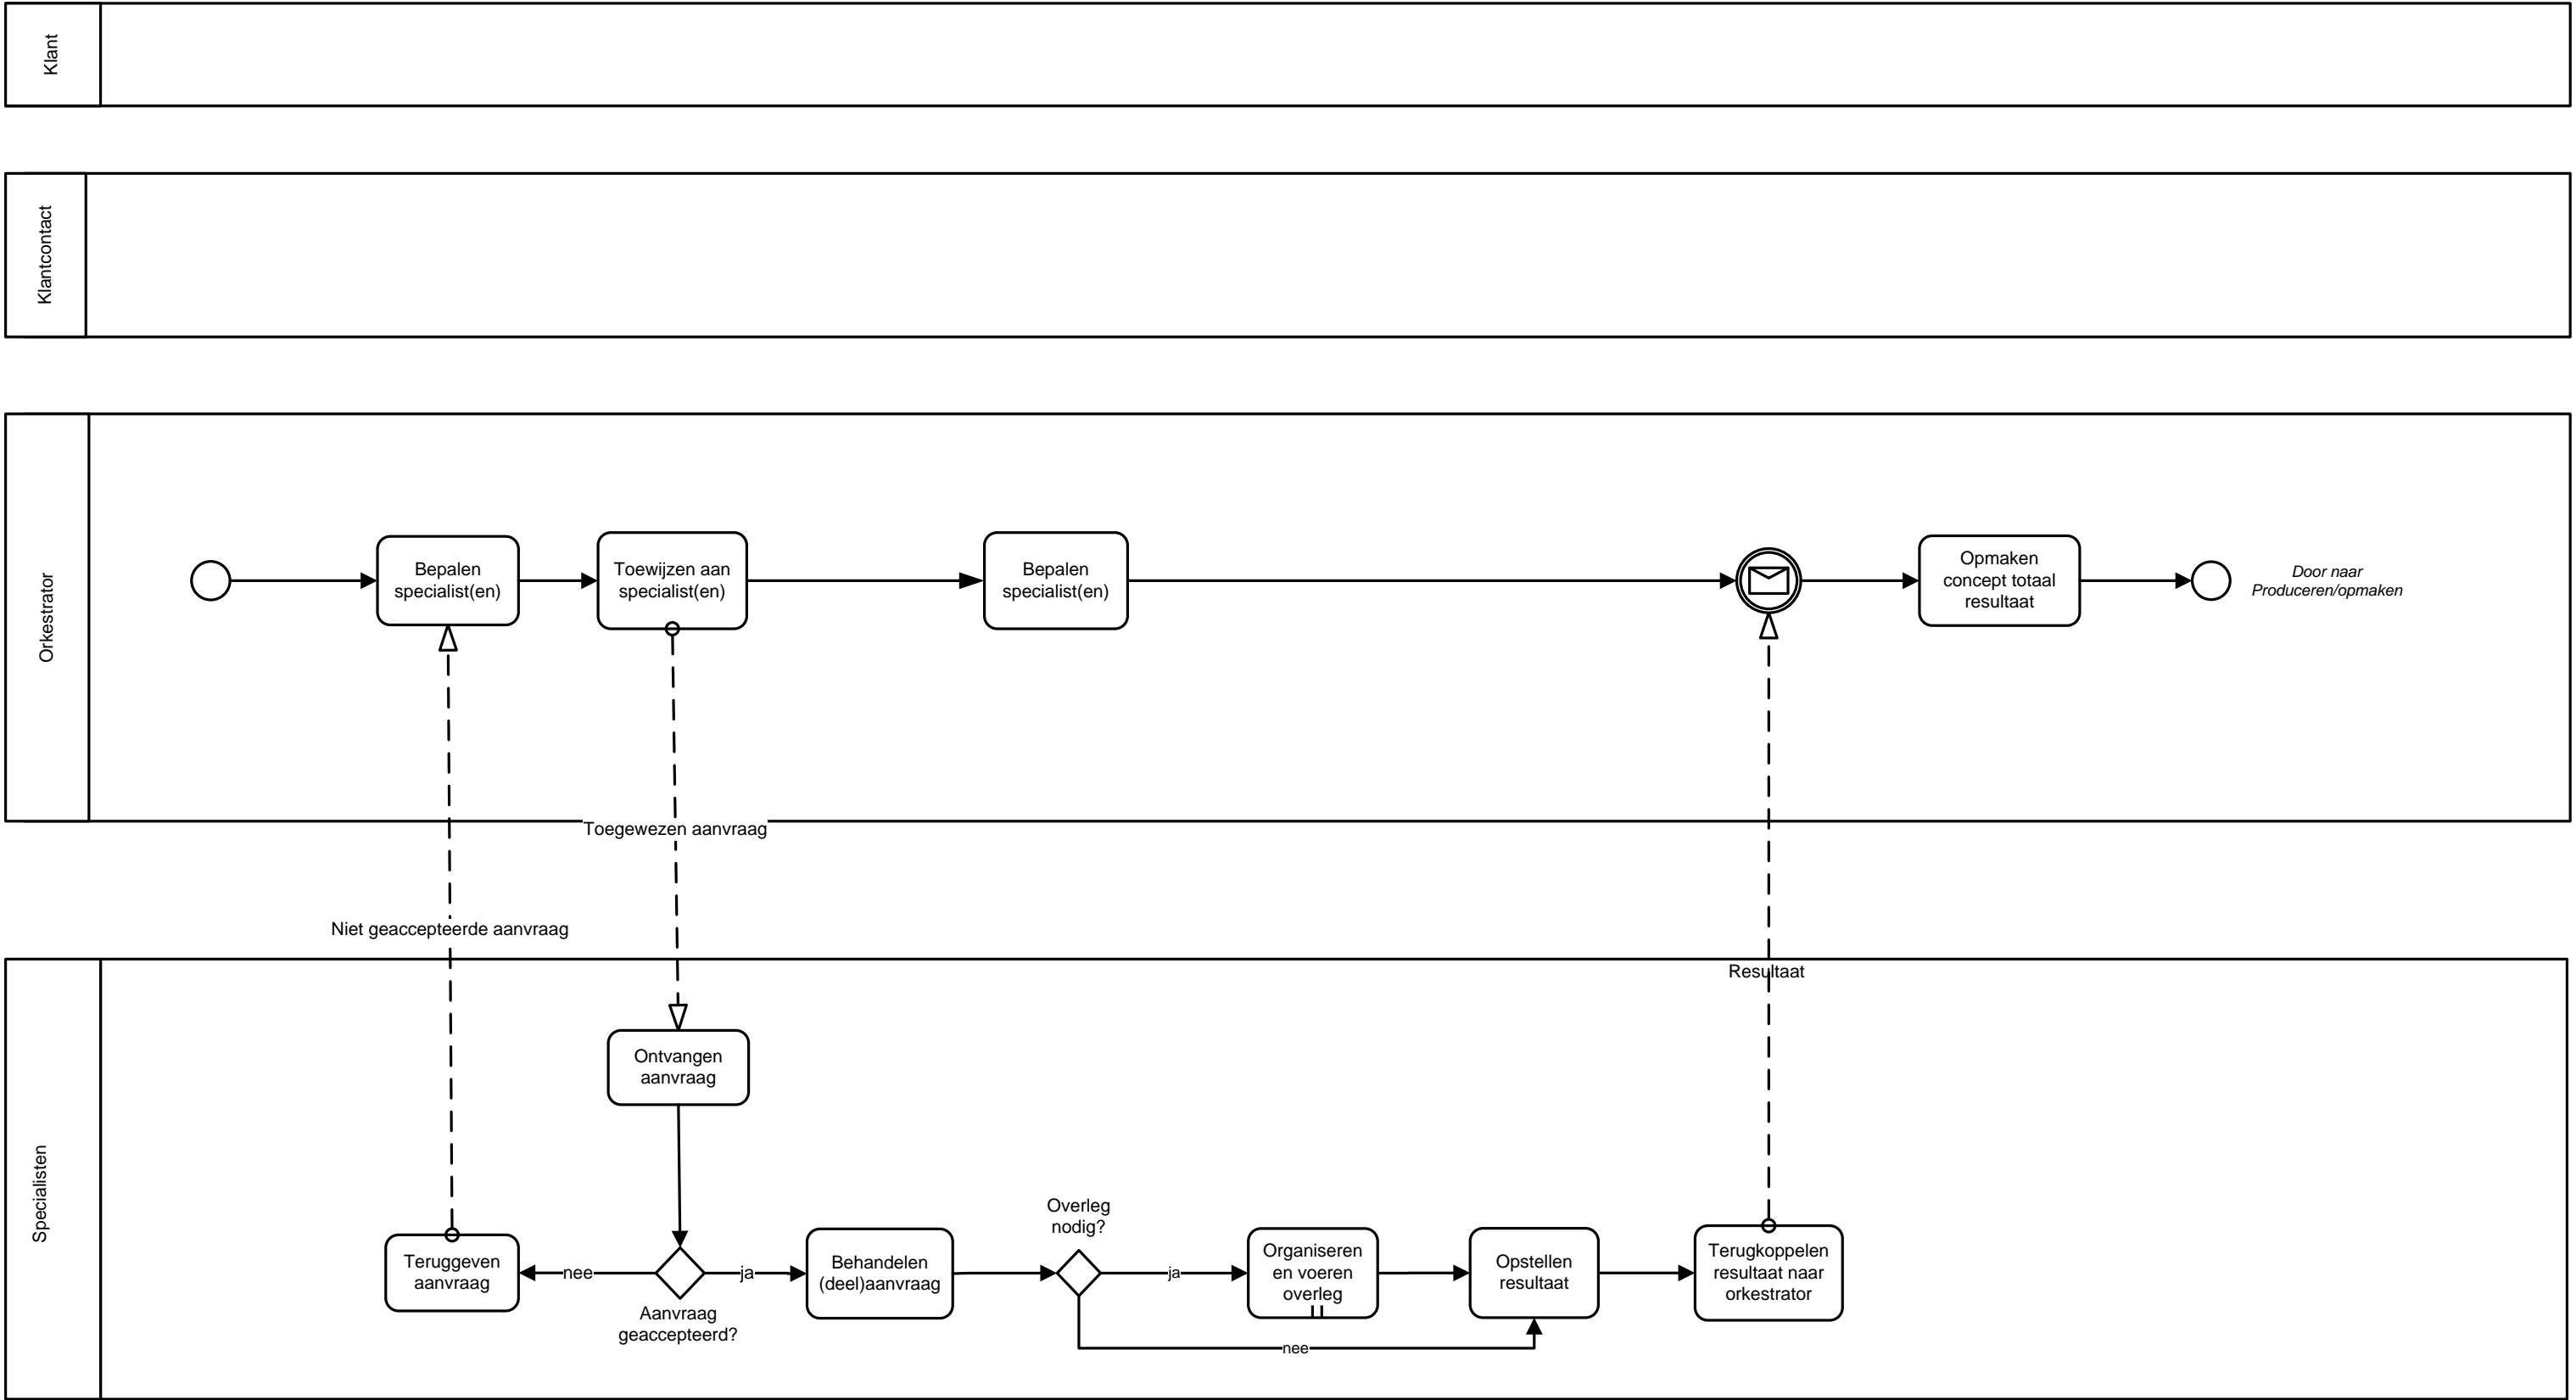 Klant
Klantcontact
Orkestrator
Bepalen
specialist(en)
Toewijzen aan
specialist(en)
Bepalen
specialist(en)
Opmaken
concept totaal
resultaat
Door naar
Produceren/opmaken
Toegewezen aanvraag
Niet geaccepteerde aanvraag
Resultaat
Specialisten
Ontvangen
aanvraag
Teruggeven
aanvraag
nee
Aanvraag
geaccepteerd?
ja
Behandelen
(deel)aanvraag
Overleg
nodig?
ja
nee
Organiseren
en voeren
overleg
Opstellen
resultaat
Terugkoppelen
resultaat naar
orkestrator